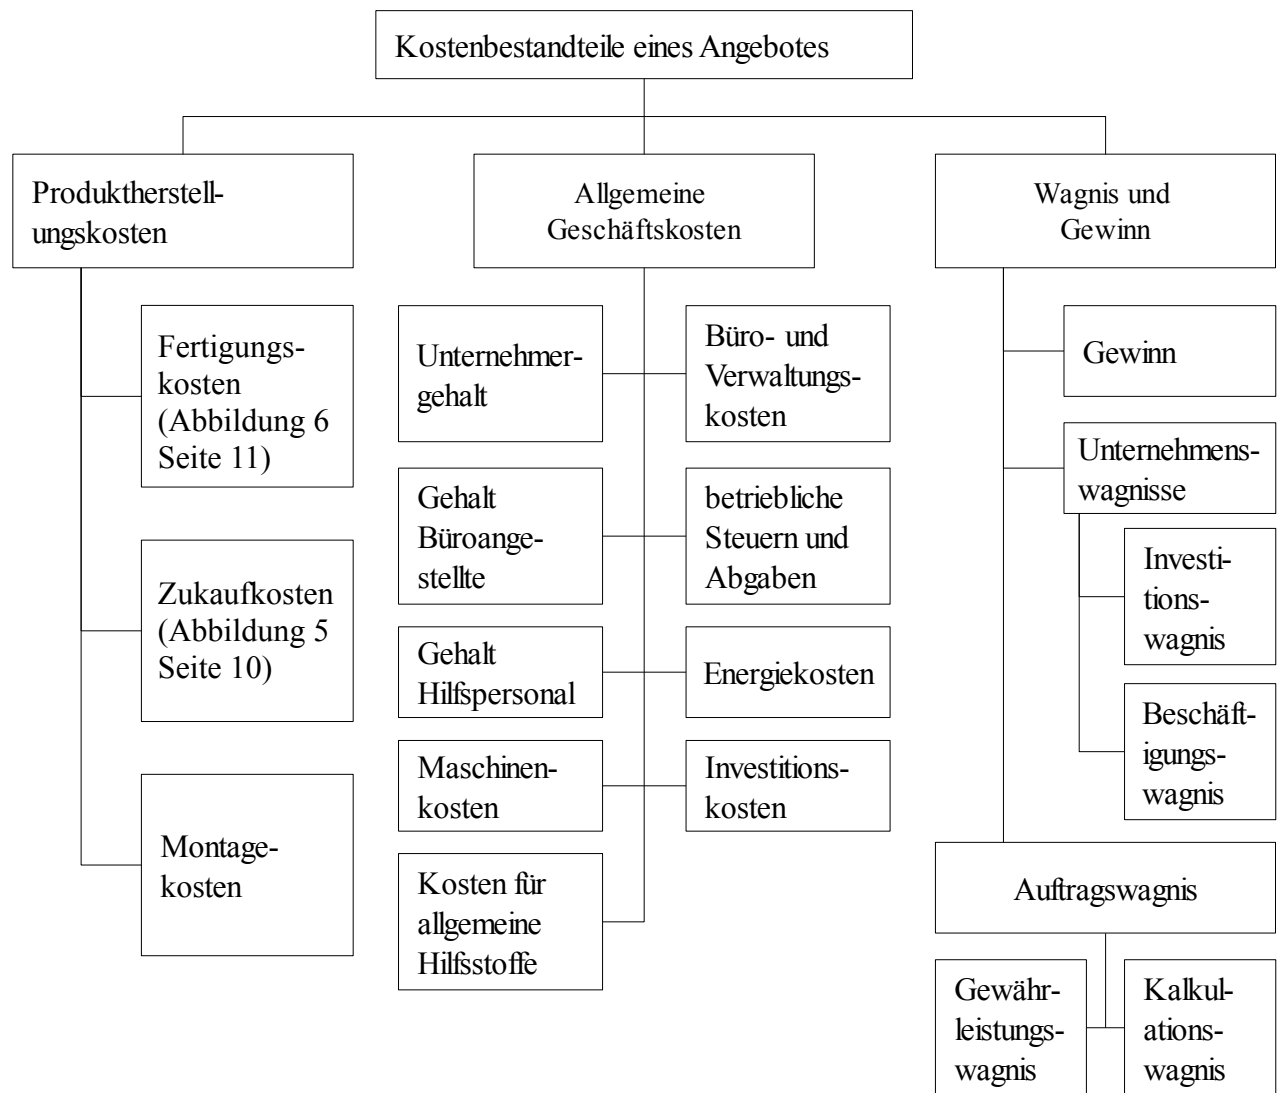 Kostenbestandteile eines Angebotes
Produktherstell-
ungskosten
Fertigungs-
kosten
(Abbildung 6
Seite 11)
Zukaufkosten
(Abbildung 5
Seite 10)
Montage-
kosten
Allgemeine
Geschäftskosten
Unternehmer-
gehalt
Büro- und
Verwaltungs-
kosten
Gehalt
Büroange-
stellte
betriebliche
Steuern und
Abgaben
Gehalt
Hilfspersonal
Energiekosten
Maschinen-
kosten
Investitions-
kosten
Kosten für
allgemeine
Hilfsstoffe
Wagnis und
Gewinn
Gewinn
Unternehmens-
wagnisse
Investi-
tions-
wagnis
Beschäft-
igungs-
wagnis
Auftragswagnis
Gewähr-
leistungs-
wagnis
Kalkul-
ations-
wagnis